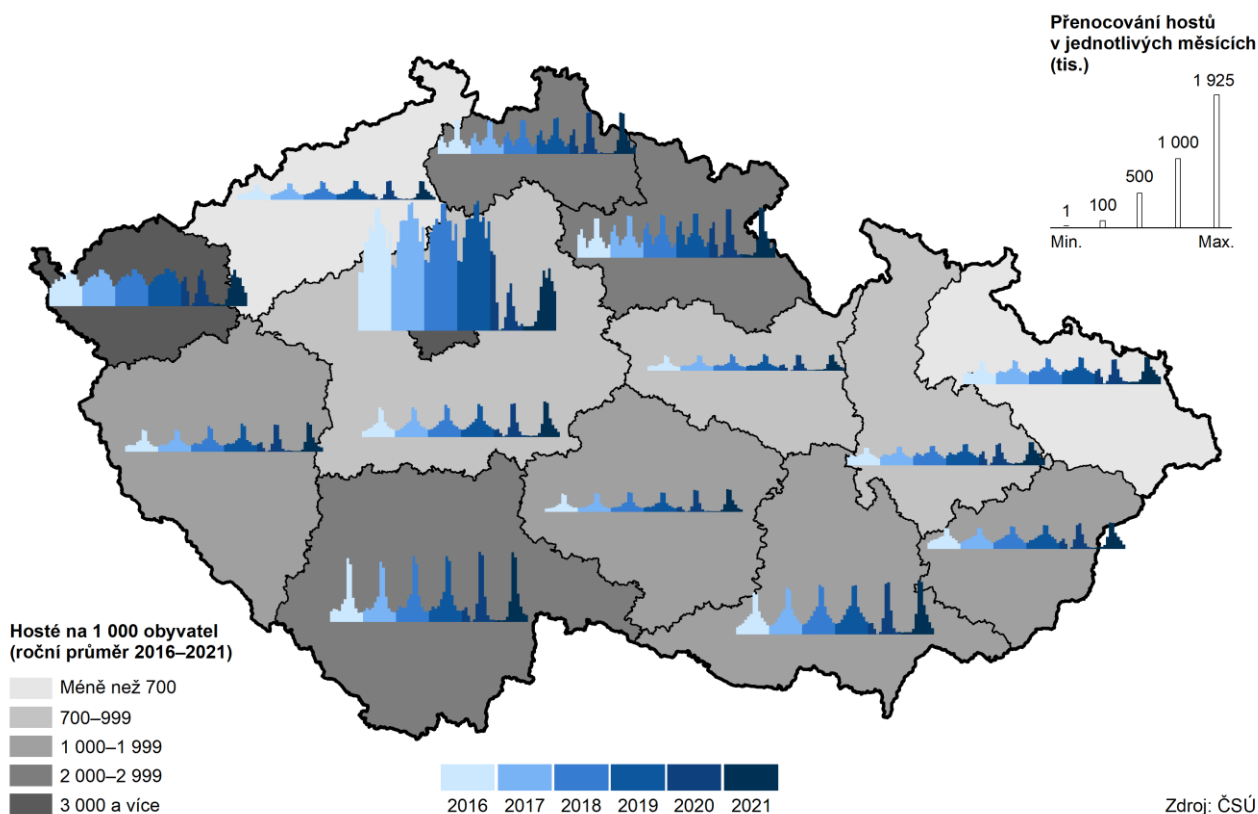 Přenocování hostů
v jednotlivých měsících
(tis.)
1 925
1 000
500
100
1
Min.
Max.
Hosté na 1 000 obyvatel
(roční průměr 2016–2021)
Méně než 700
700–999
1 000–1 999
2 000–2 999
3 000 a více
2016 2017 2018 2019 2020 2021
Zdroj: ČSÚ